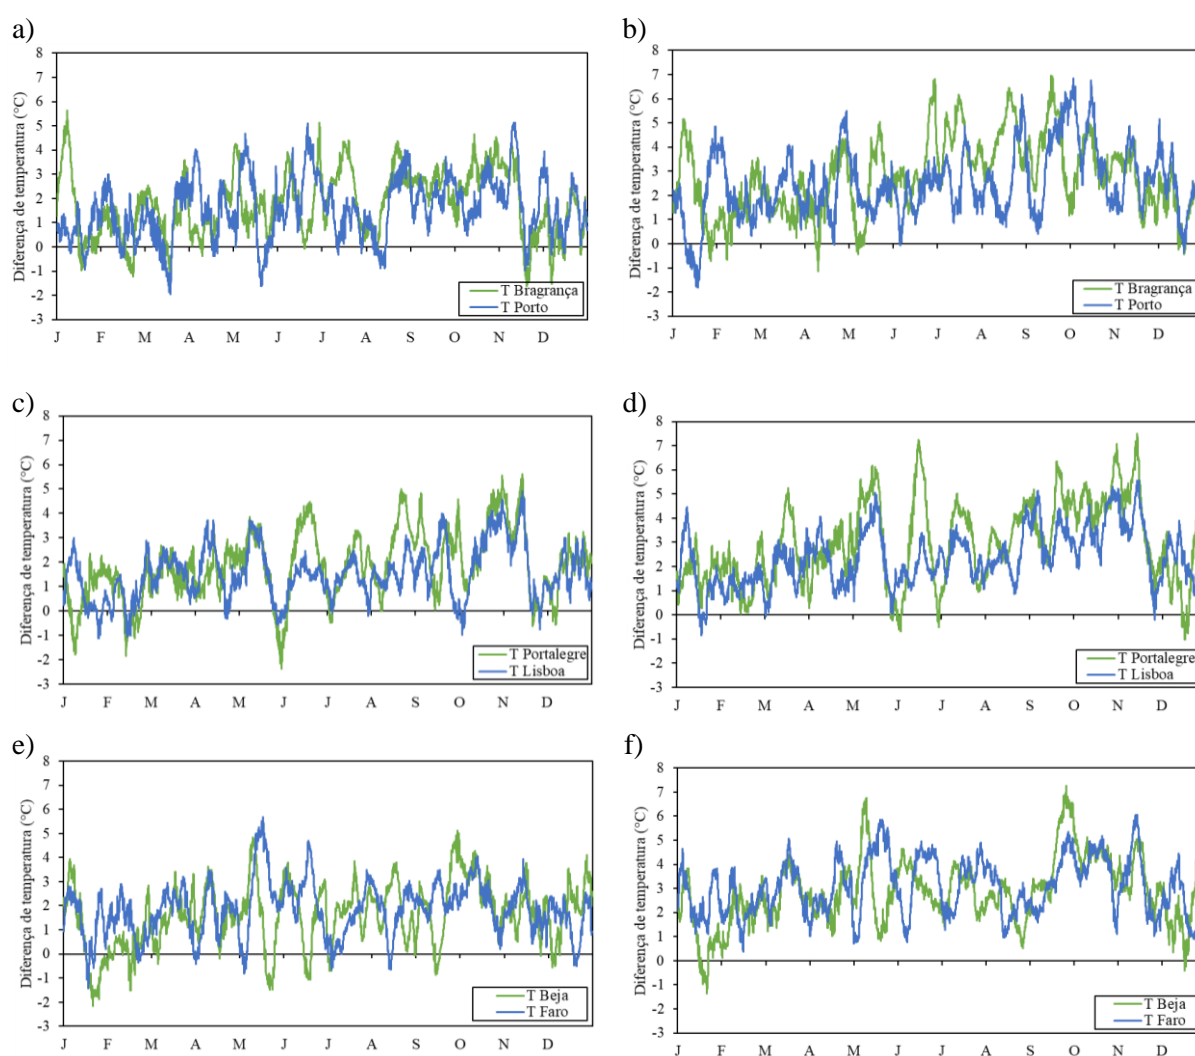 a)
8
7
6
5
4
3
2
1
0
-1
-2
-3
Diferença de temperatura (°C)
T Bragrança
T Porto
J F M A M J J A S O N D
b)
8
7
6
5
4
3
2
1
0
-1
-2
-3
Diferença de temperatura (°C)
T Bragrança
T Porto
J F M A M J J A S O N D
c)
8
7
6
5
4
3
2
1
0
-1
-2
-3
Diferença de temperatura (°C)
T Portalegre
T Lisboa
J F M A M J J A S O N D
d)
8
7
6
5
4
3
2
1
0
-1
-2
-3
Diferença de temperatura (°C)
T Portalegre
T Lisboa
J F M A M J J A S O N D
e)
8
7
6
5
4
3
2
1
0
-1
-2
-3
Diferença de temperatura (°C)
T Beja
T Faro
J F M A M J J A S O N D
f)
8
7
6
5
4
3
2
1
0
-1
-2
-3
Diferença de temperatura (°C)
T Beja
T Faro
J F M A M J J A S O N D